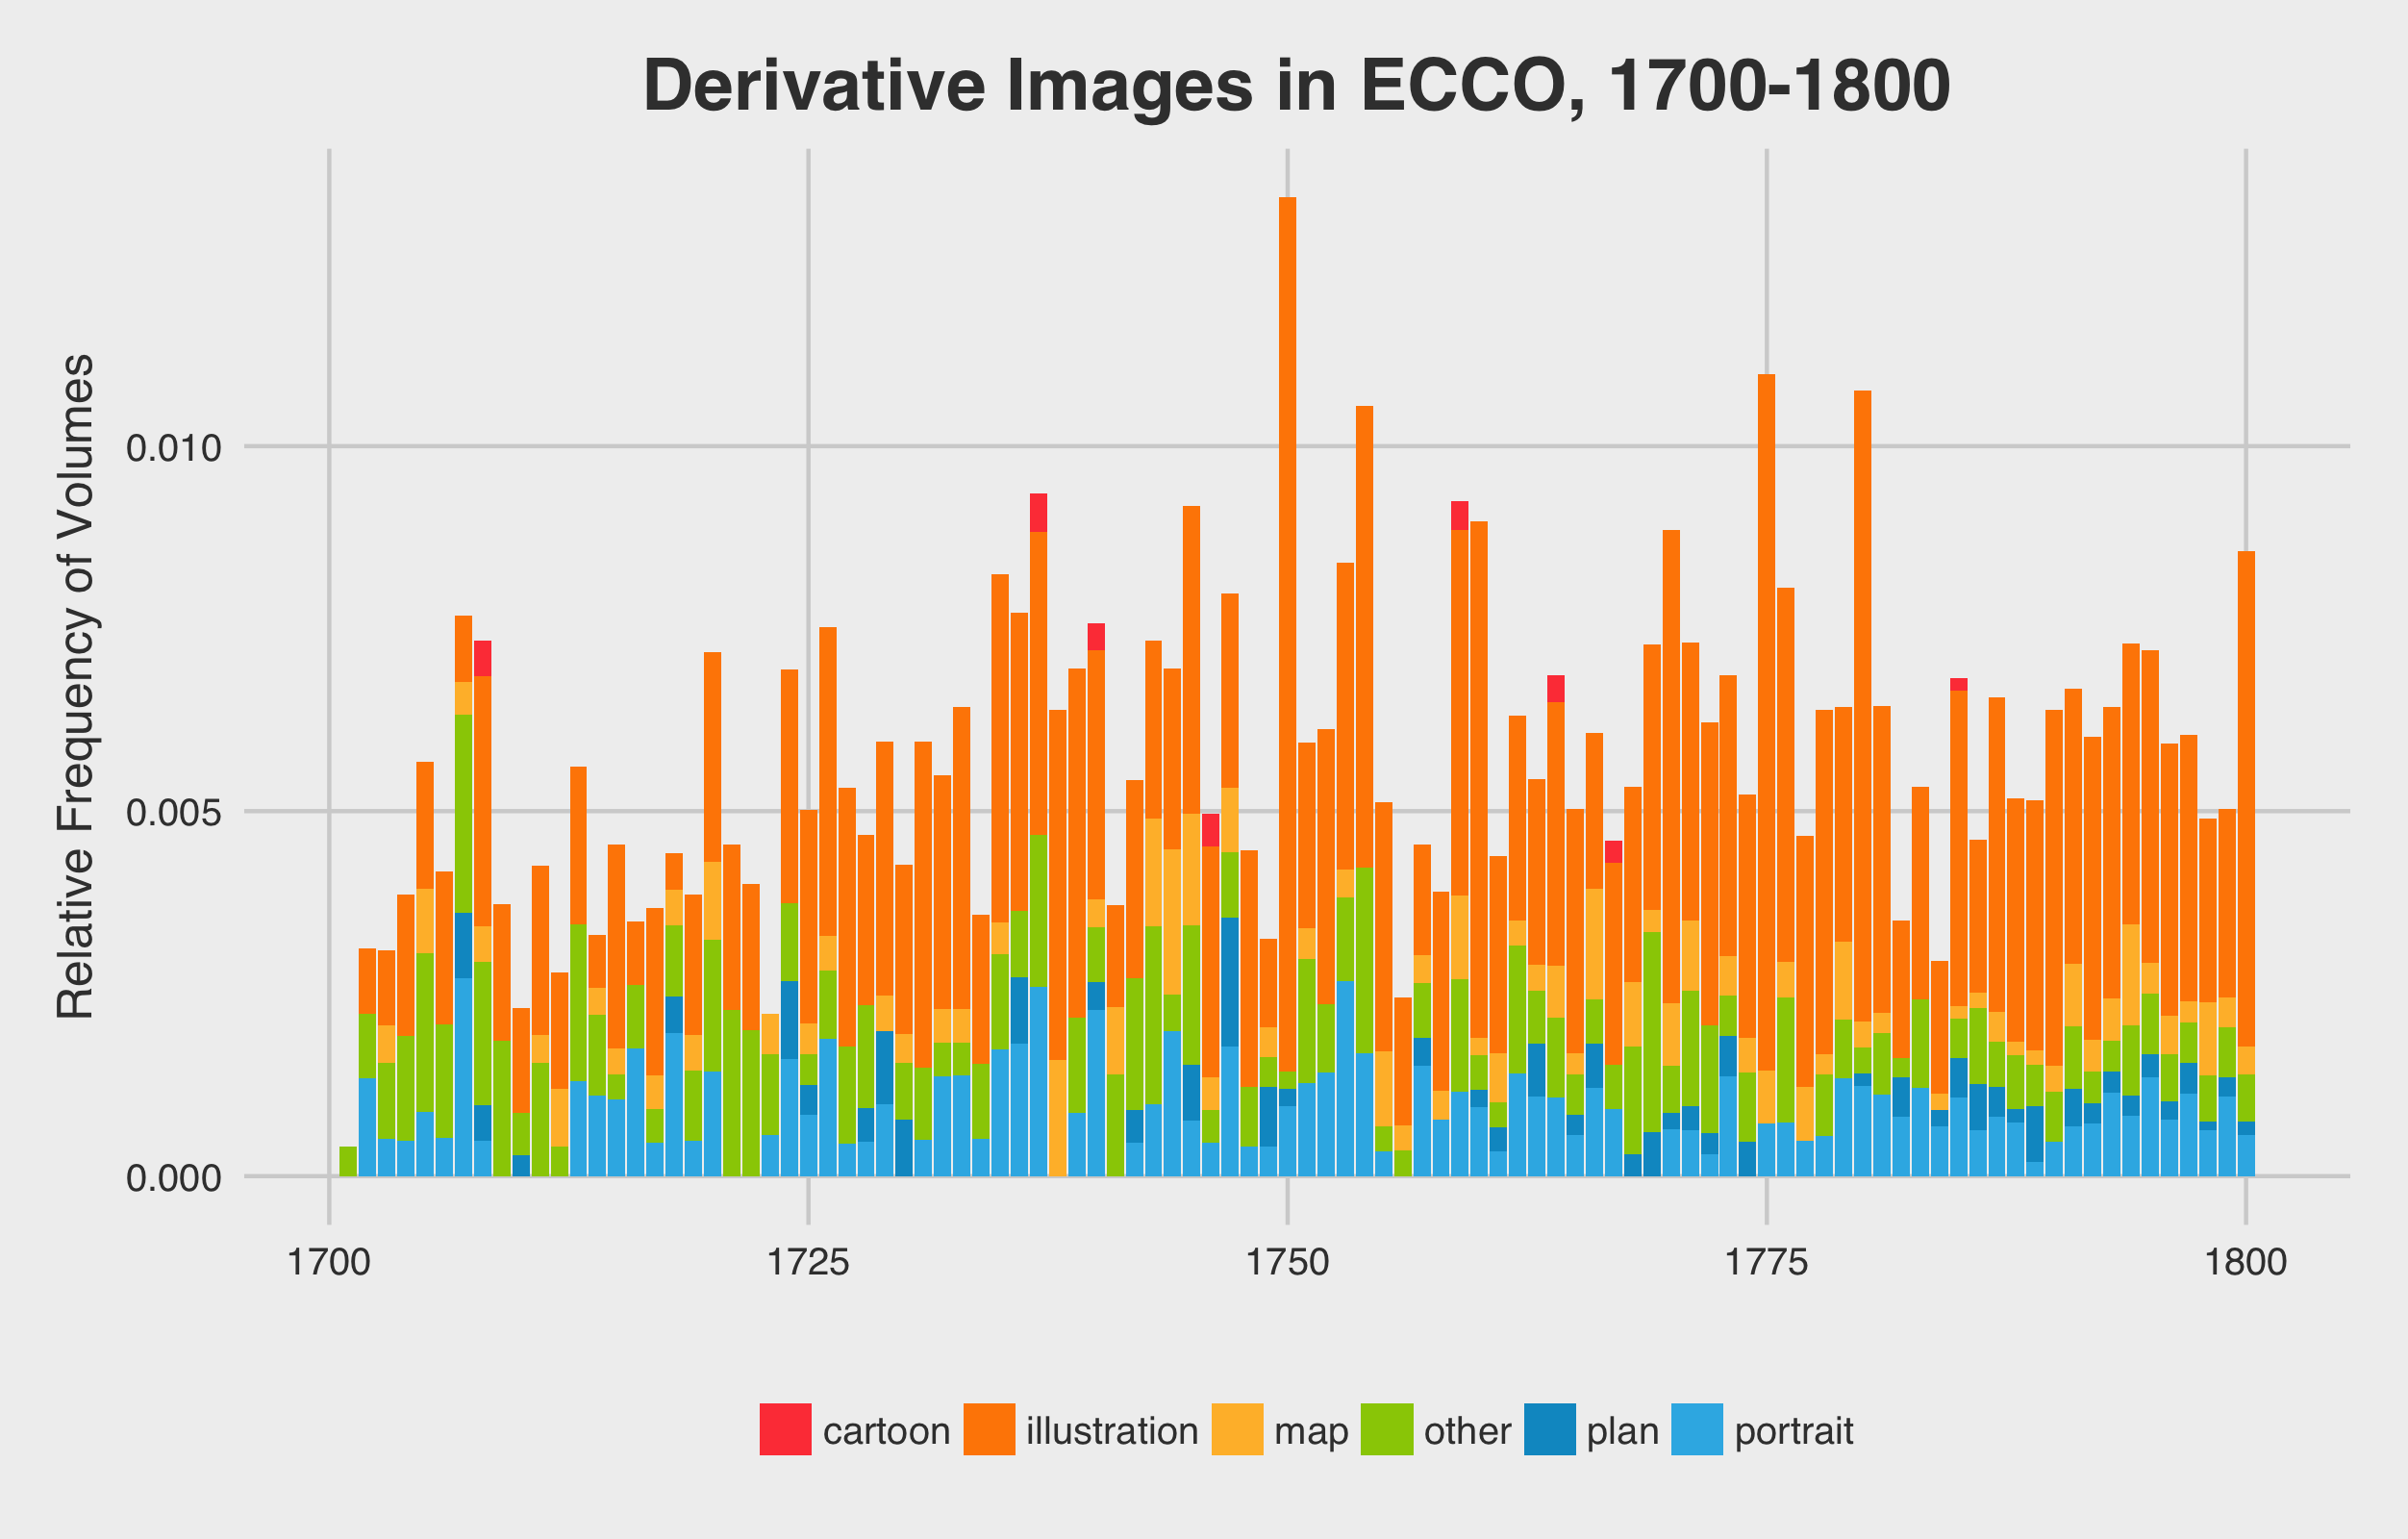 Derivative Images in ECCO, 1700-1800
Relative Frequency of Volumes
0.010
0.005
0.000
1700 1725 1750 1775 1800
cartoon illustration map other plan portrait